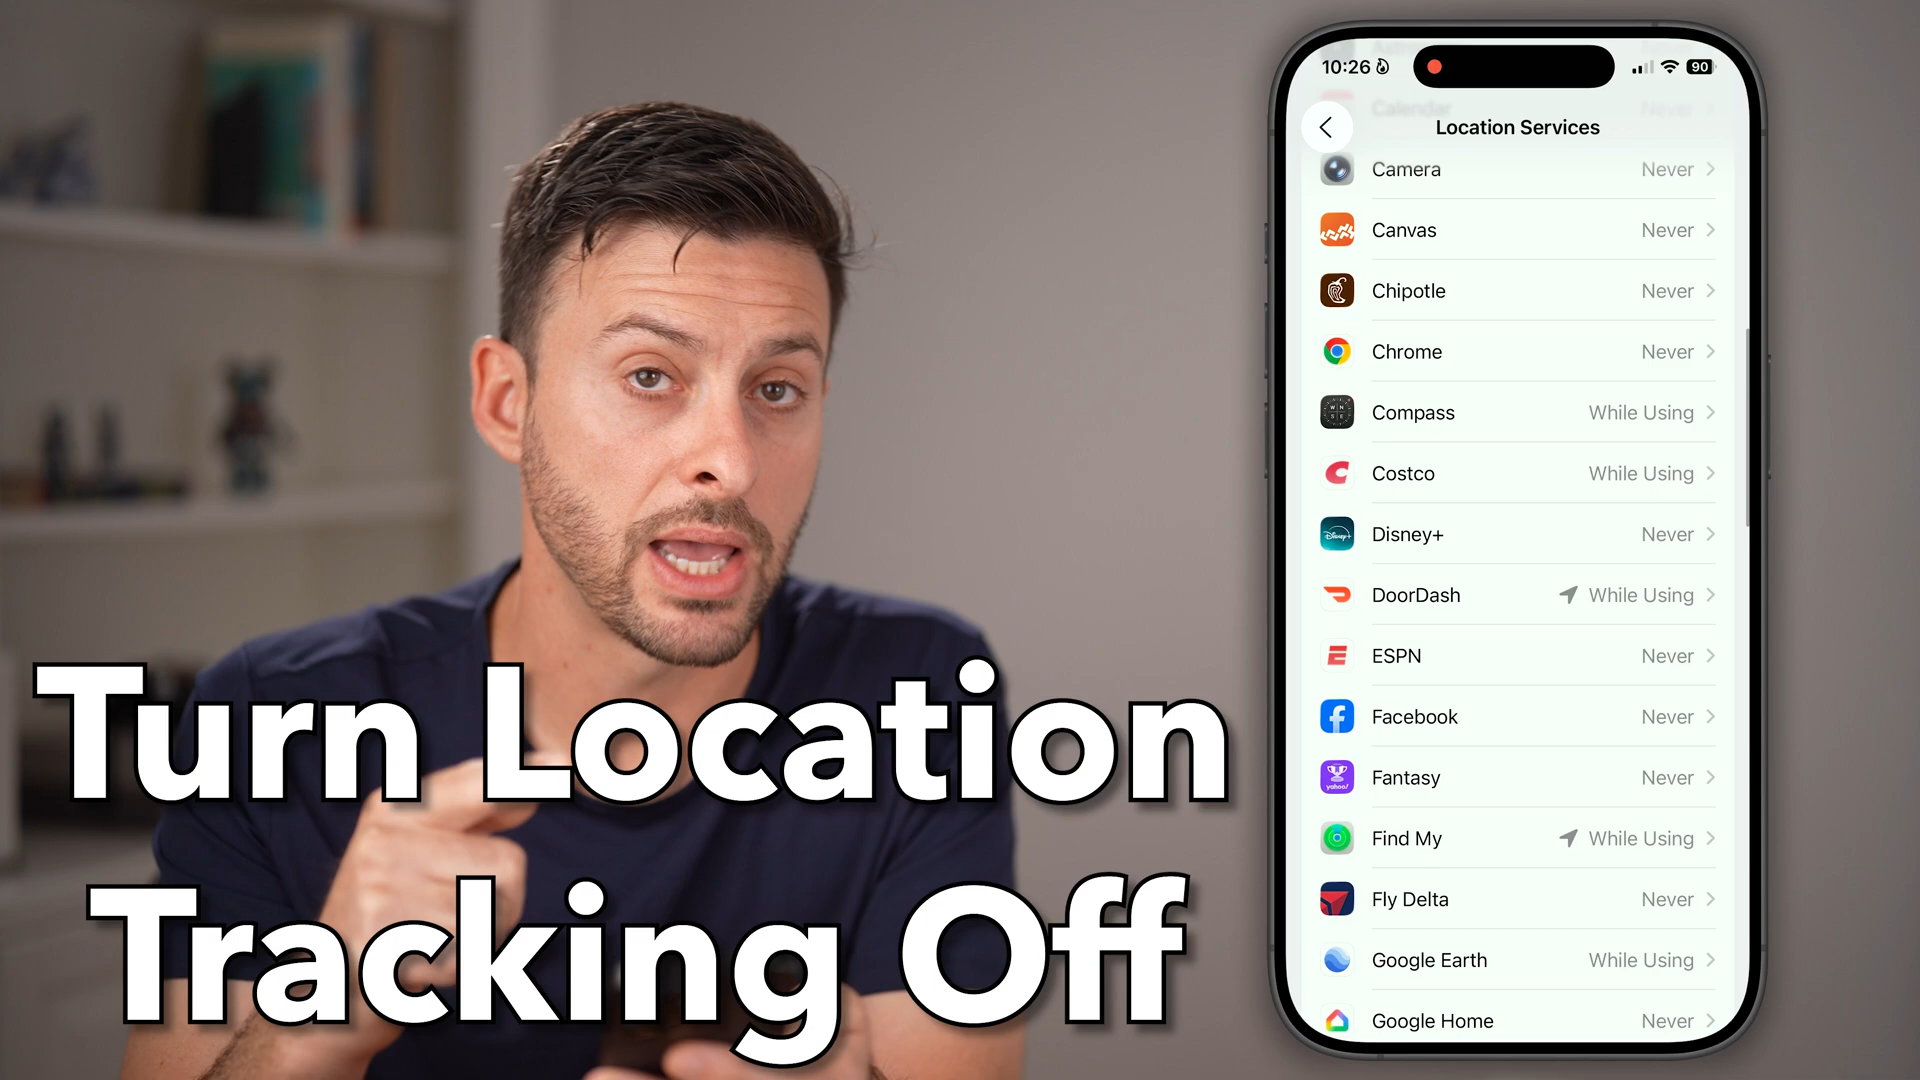 Turn Location
Tracking Off
10:26
90
Calendar
Never
Location Services
Camera Never
Canvas Never
Chipotle Never
Chrome Never
Compass While Using
Costco While Using
Disney+ Never
DoorDash While Using
ESPN Never
Facebook Never
Fantasy Never
Find My While Using
Fly Delta Never
Google Earth While Using
Google Home Never